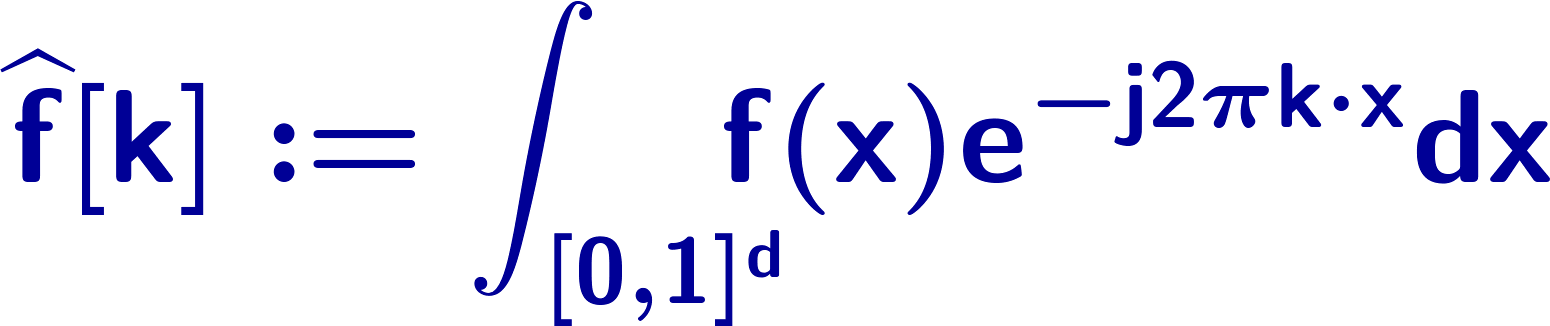 f̂[k] := ∫_{[0,1]^d} f(x)e^{−j2πk·x}dx